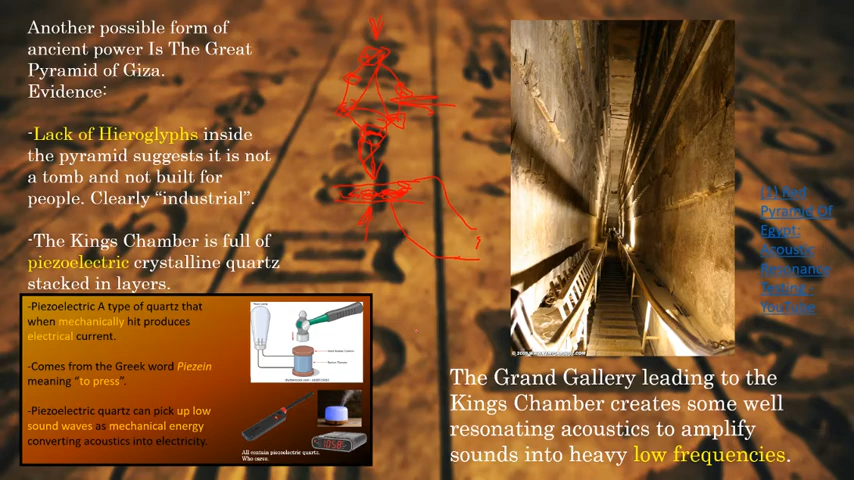 Another possible form of
ancient power Is The Great
Pyramid of Giza.
Evidence:
-Lack of Hieroglyphs inside
the pyramid suggests it is not
a tomb and not built for
people. Clearly “industrial”.
-The Kings Chamber is full of
piezoelectric crystalline quartz
stacked in layers.
-Piezoelectric A type of quartz that
when mechanically hit produces
electrical current.
-Comes from the Greek word Piezein
meaning “to press”.
-Piezoelectric quartz can pick up low
sound waves as mechanical energy
converting acoustics into electricity.
All contain piezoelectric quartz.
Who curve.
(1) Red
Pyramid Of
Egypt:
Acoustic
Resonance
Testing -
YouTube
The Grand Gallery leading to the
Kings Chamber creates some well
resonating acoustics to amplify
sounds into heavy low frequencies.